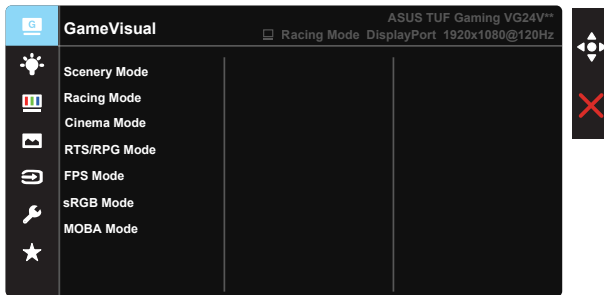 G
GameVisual
ASUS TUF Gaming VG24V**
Racing Mode DisplayPort 1920x1080@120Hz
Scenery Mode
Racing Mode
Cinema Mode
RTS/RPG Mode
FPS Mode
sRGB Mode
MOBA Mode